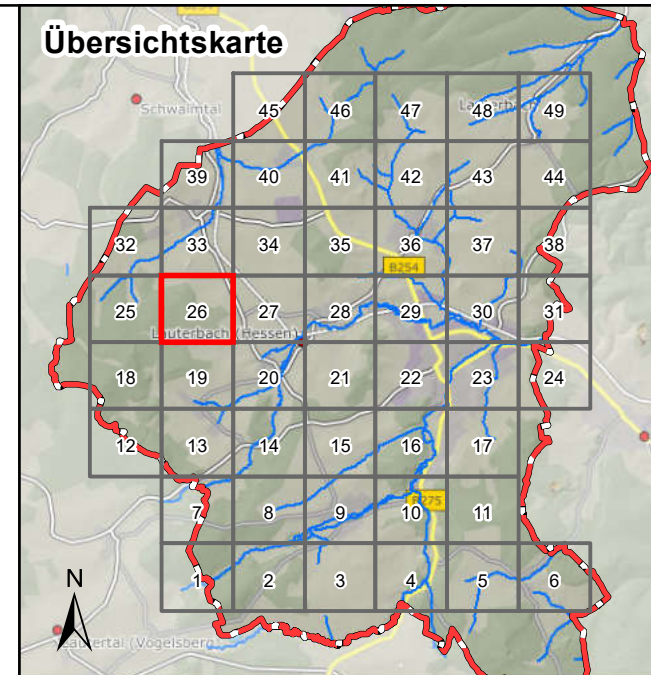 Übersichtskarte
Schwalmtal
Lauterbach
45 46 47 48 49
39 40 41 42 43 44
32 33 34 35 36 37 38
B254
25 26 27 28 29 30 31
Lauterbach (Hessen)
18 19 20 21 22 23 24
12 13 14 15 16 17
7 8 9 10 11
B275
1 2 3 4 5 6
N
Lautertal (Vogelsberg)